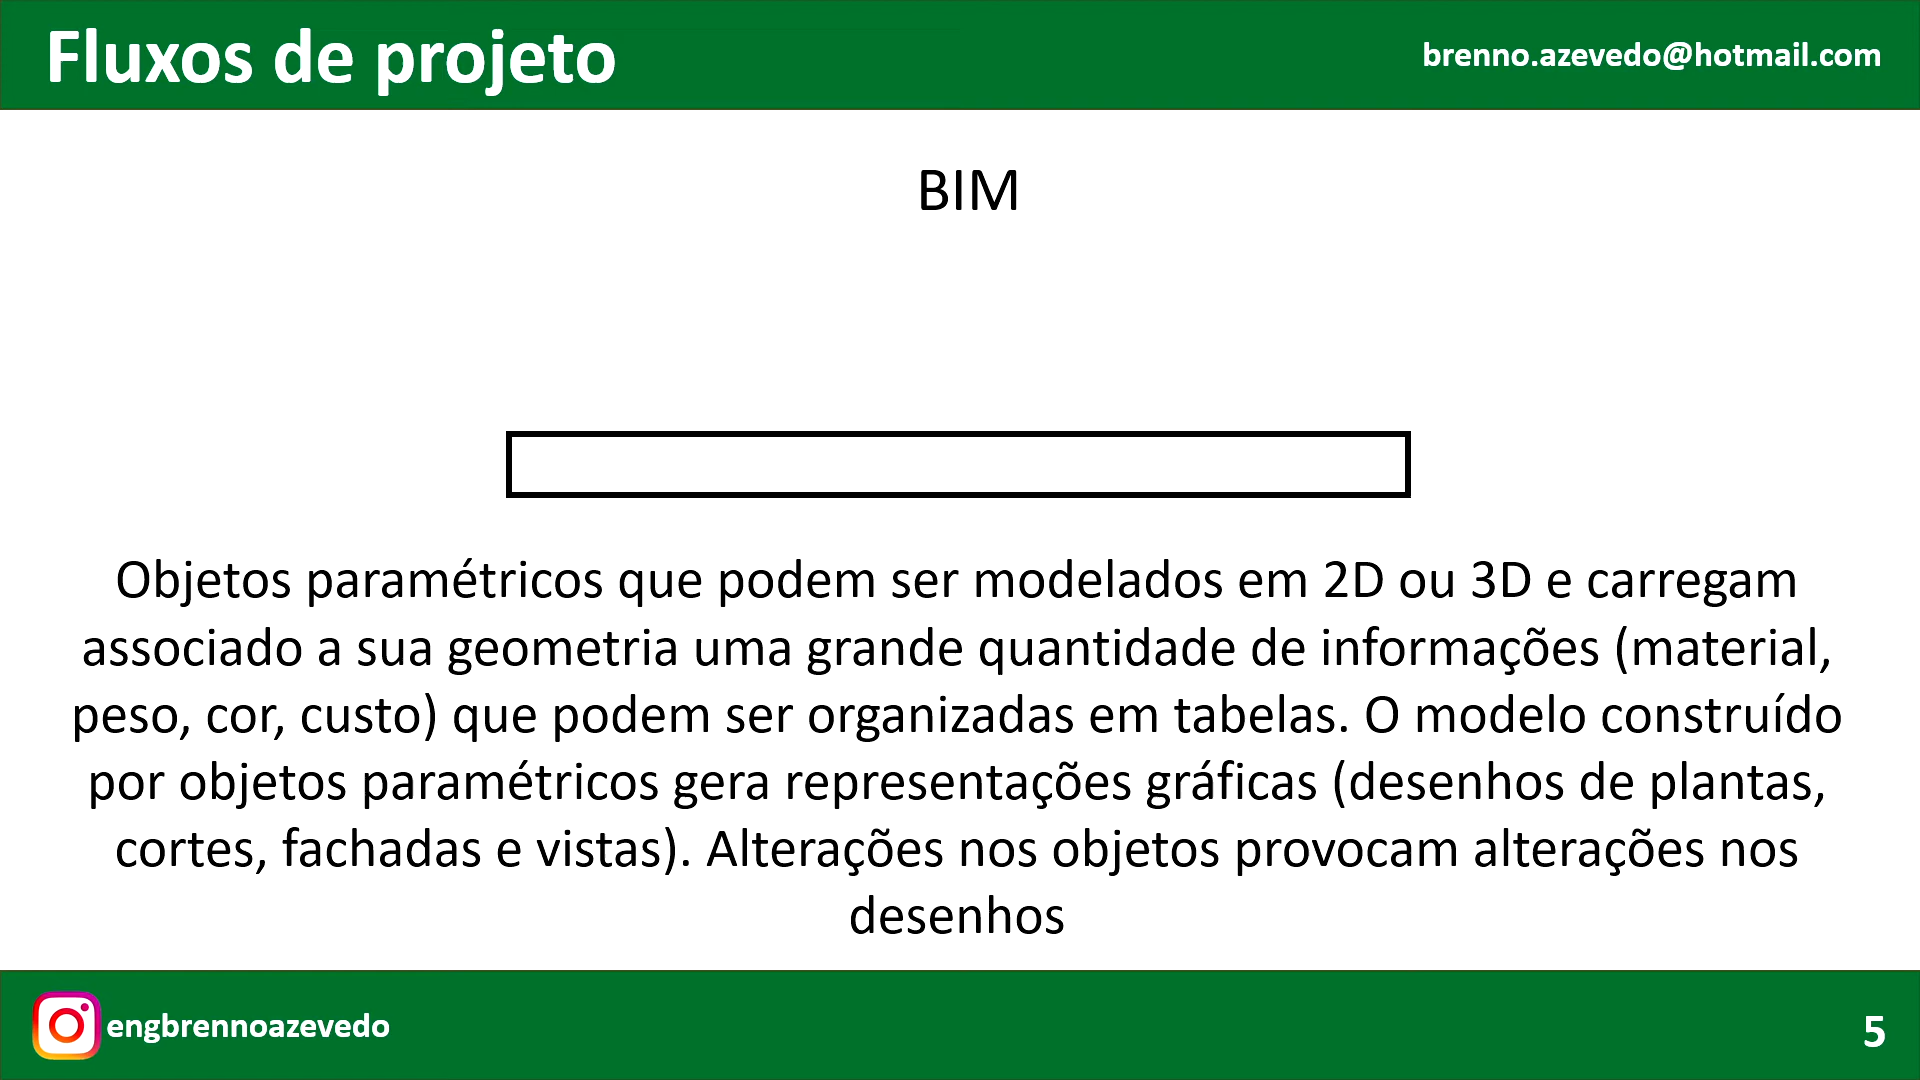 Fluxos de projeto
brenno.azevedo@hotmail.com
BIM
Objetos paramétricos que podem ser modelados em 2D ou 3D e carregam
associado a sua geometria uma grande quantidade de informações (material,
peso, cor, custo) que podem ser organizadas em tabelas. O modelo construído
por objetos paramétricos gera representações gráficas (desenhos de plantas,
cortes, fachadas e vistas). Alterações nos objetos provocam alterações nos
desenhos
engbrennoazevedo
5